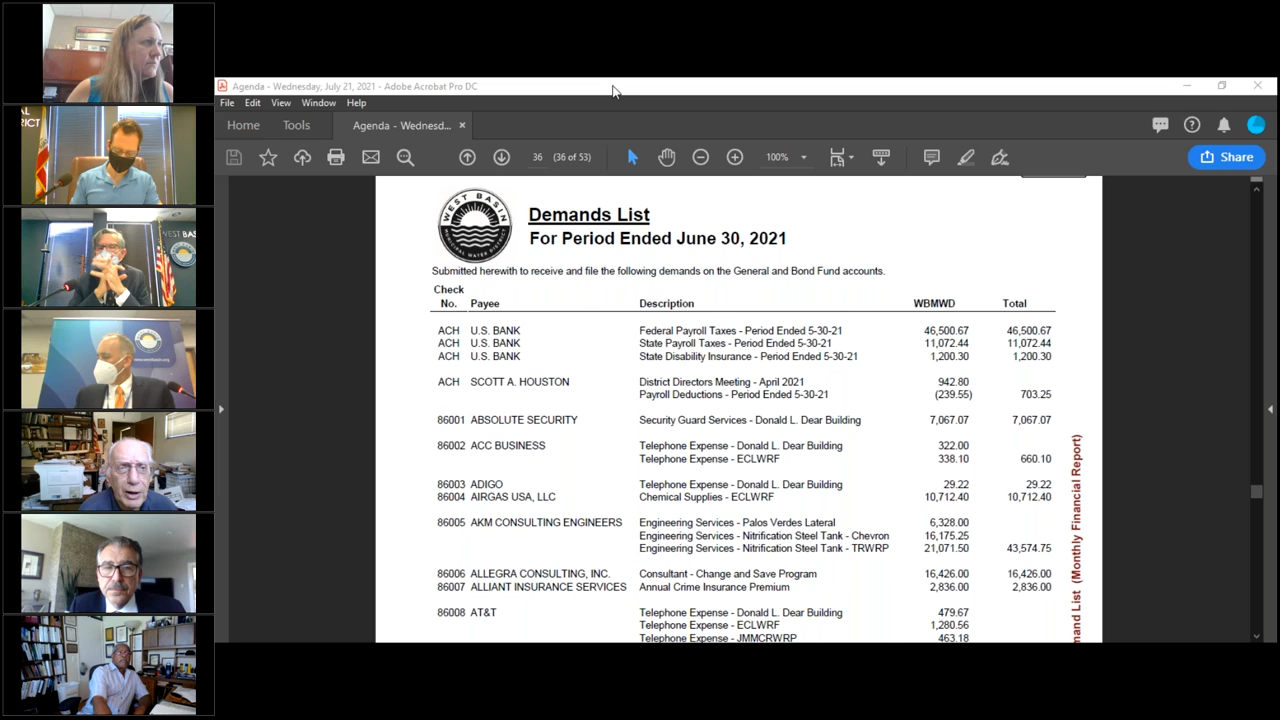 Agenda - Wednesday, July 21, 2021 - Adobe Acrobat Pro DC
File Edit View Window Help
Home Tools Agenda - Wednesd... ×
36 (36 of 53) 100% Share
WEST BASIN
MUNICIPAL WATER DISTRICT
Demands List
For Period Ended June 30, 2021
Submitted herewith to receive and file the following demands on the General and Bond Fund accounts.
Check
No. Payee Description WBMWD Total
ACH U.S. BANK Federal Payroll Taxes - Period Ended 5-30-21 46,500.67 46,500.67
ACH U.S. BANK State Payroll Taxes - Period Ended 5-30-21 11,072.44 11,072.44
ACH U.S. BANK State Disability Insurance - Period Ended 5-30-21 1,200.30 1,200.30
ACH SCOTT A. HOUSTON District Directors Meeting - April 2021 942.80
Payroll Deductions - Period Ended 5-30-21 (239.55) 703.25
86001 ABSOLUTE SECURITY Security Guard Services - Donald L. Dear Building 7,067.07 7,067.07
86002 ACC BUSINESS Telephone Expense - Donald L. Dear Building 322.00
Telephone Expense - ECLWRF 338.10 660.10
86003 ADIGO Telephone Expense - Donald L. Dear Building 29.22 29.22
86004 AIRGAS USA, LLC Chemical Supplies - ECLWRF 10,712.40 10,712.40
86005 AKM CONSULTING ENGINEERS Engineering Services - Palos Verdes Lateral 6,328.00
Engineering Services - Nitrification Steel Tank - Chevron 16,175.25
Engineering Services - Nitrification Steel Tank - TRWRP 21,071.50 43,574.75
86006 ALLEGRA CONSULTING, INC. Consultant - Change and Save Program 16,426.00 16,426.00
86007 ALLIANT INSURANCE SERVICES Annual Crime Insurance Premium 2,836.00 2,836.00
86008 AT&T Telephone Expense - Donald L. Dear Building 479.67
Telephone Expense - ECLWRF 1,280.56
Telephone Expense - JMMCRWRP 463.18
mand List (Monthly Financial Report)